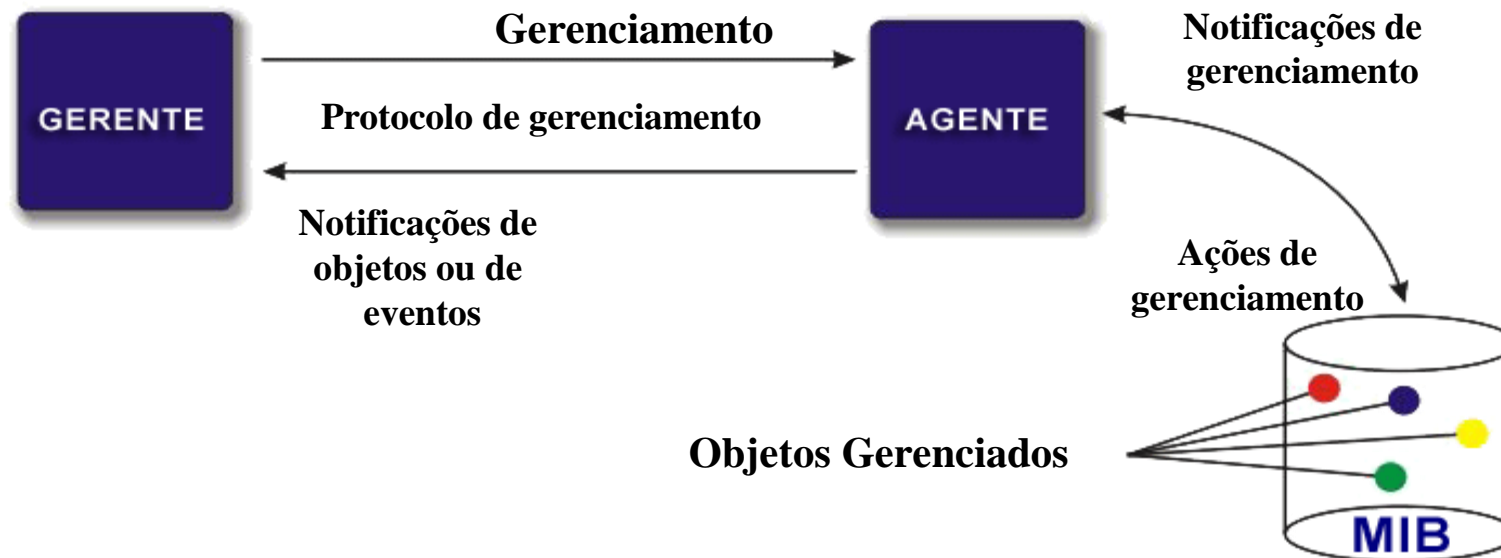 Gerenciamento
Notificações de
gerenciamento
GERENTE
Protocolo de gerenciamento
AGENTE
Notificações de
objetos ou de
eventos
Ações de
gerenciamento
Objetos Gerenciados
MIB